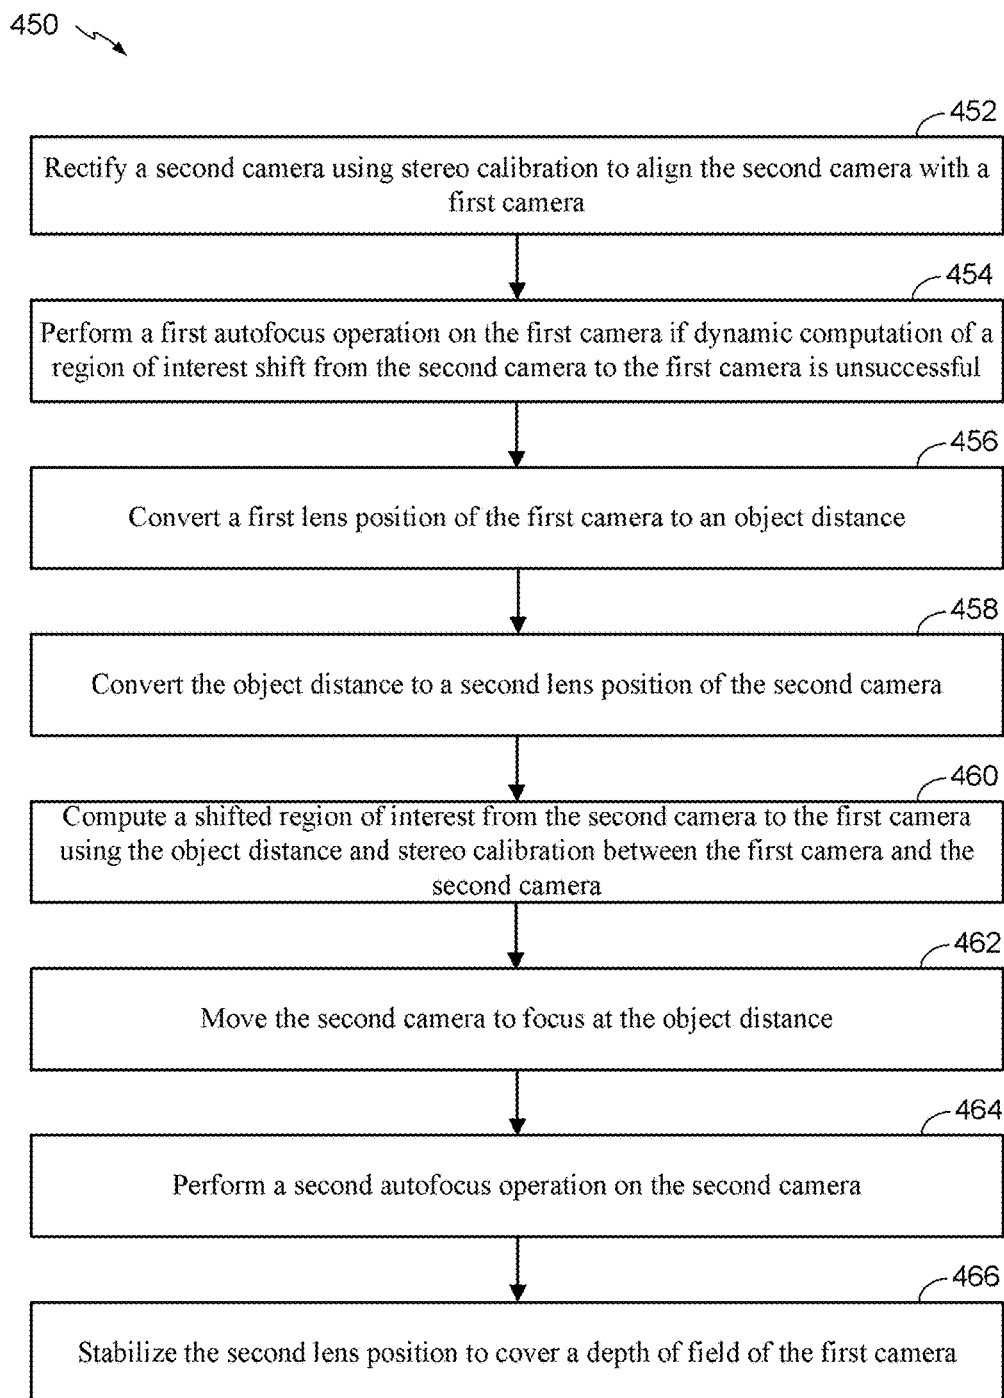 450
452
Rectify a second camera using stereo calibration to align the second camera with a
first camera
454
Perform a first autofocus operation on the first camera if dynamic computation of a
region of interest shift from the second camera to the first camera is unsuccessful
456
Convert a first lens position of the first camera to an object distance
458
Convert the object distance to a second lens position of the second camera
460
Compute a shifted region of interest from the second camera to the first camera
using the object distance and stereo calibration between the first camera and the
second camera
462
Move the second camera to focus at the object distance
464
Perform a second autofocus operation on the second camera
466
Stabilize the second lens position to cover a depth of field of the first camera